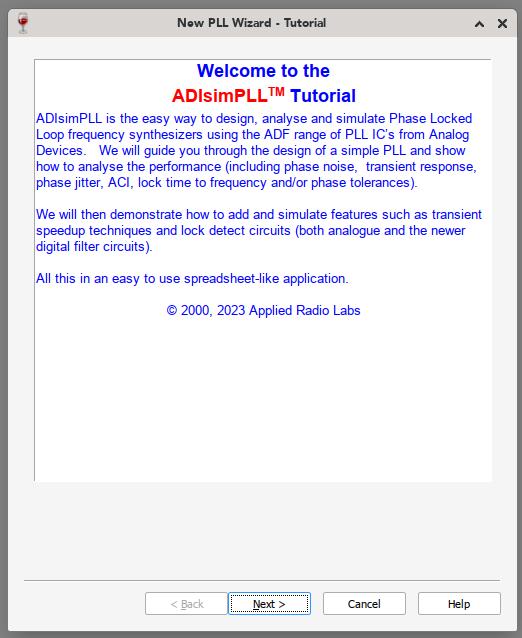 New PLL Wizard - Tutorial
Welcome to the
ADIsimPLL™ Tutorial
ADIsimPLL is the easy way to design, analyse and simulate Phase Locked
Loop frequency synthesizers using the ADF range of PLL IC's from Analog
Devices.   We will guide you through the design of a simple PLL and show
how to analyse the performance (including phase noise,  transient response,
phase jitter, ACI, lock time to frequency and/or phase tolerances).
We will then demonstrate how to add and simulate features such as transient
speedup techniques and lock detect circuits (both analogue and the newer
digital filter circuits).
All this in an easy to use spreadsheet-like application.
© 2000, 2023 Applied Radio Labs
< Back Next > Cancel Help